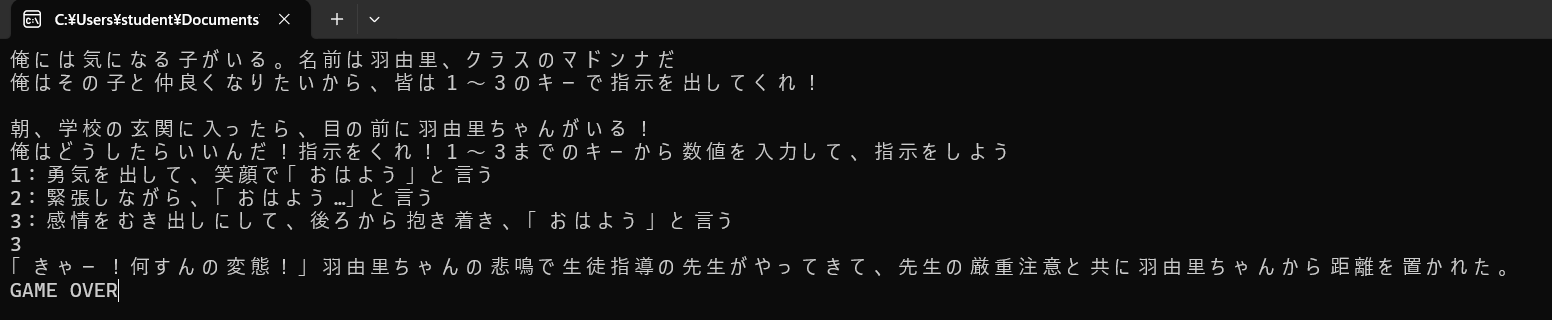 C:¥Users¥student¥Documents
俺には気になる子がいる。名前は羽由里、クラスのマドンナだ
俺はその子と仲良くなりたいから、皆は1～3のキーで指示を出してくれ！
朝、学校の玄関に入ったら、目の前に羽由里ちゃんがいる！
俺はどうしたらいいんだ！指示をくれ！1～3までのキーから数値を入力して、指示をしよう
1：勇気を出して、笑顔で「おはよう」と言う
2：緊張しながら、「おはよう…」と言う
3：感情をむき出しにして、後ろから抱き着き、「おはよう」と言う
3
「きゃー！何すんの変態！」羽由里ちゃんの悲鳴で生徒指導の先生がやってきて、先生の厳重注意と共に羽由里ちゃんから距離を置かれた。
GAME OVER